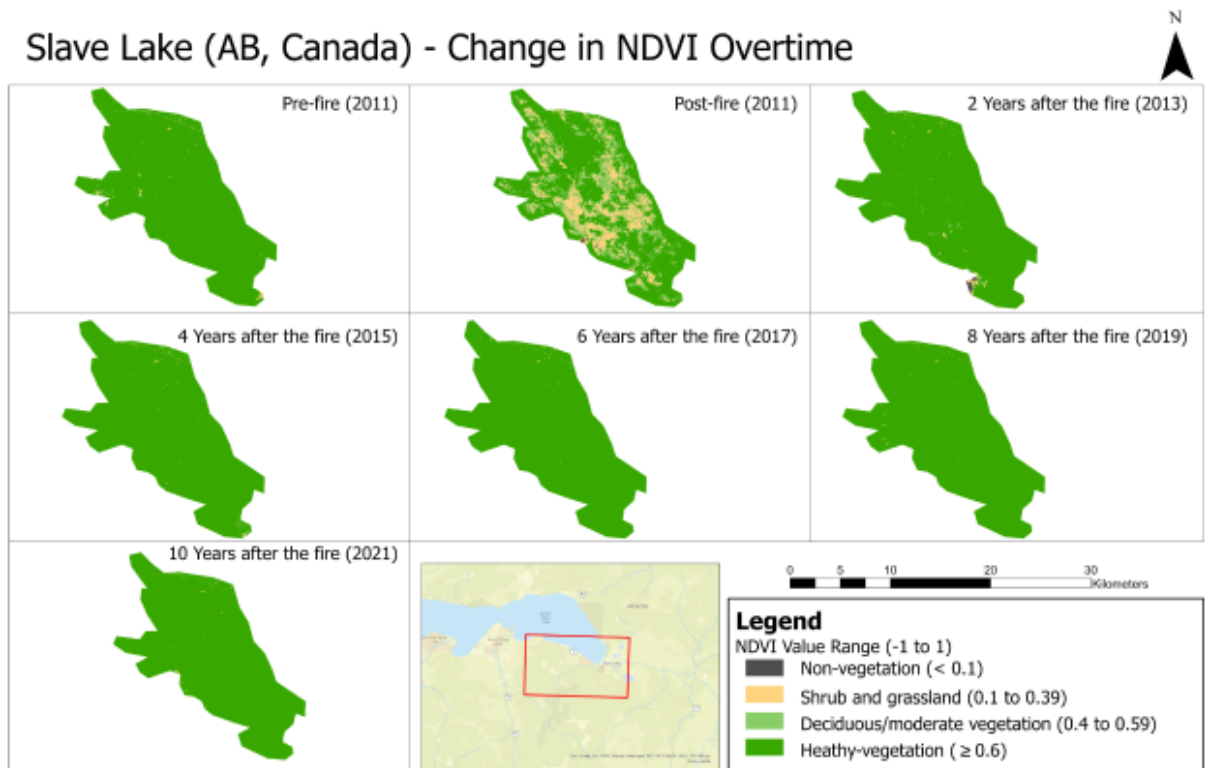 N
Slave Lake (AB, Canada) - Change in NDVI Overtime
Pre-fire (2011)
Post-fire (2011)
2 Years after the fire (2013)
4 Years after the fire (2015)
6 Years after the fire (2017)
8 Years after the fire (2019)
10 Years after the fire (2021)
0 5 10 20 30
Kilometers
Legend
NDVI Value Range (-1 to 1)
Non-vegetation (< 0.1)
Shrub and grassland (0.1 to 0.39)
Deciduous/moderate vegetation (0.4 to 0.59)
Heathy-vegetation ( ≥ 0.6)